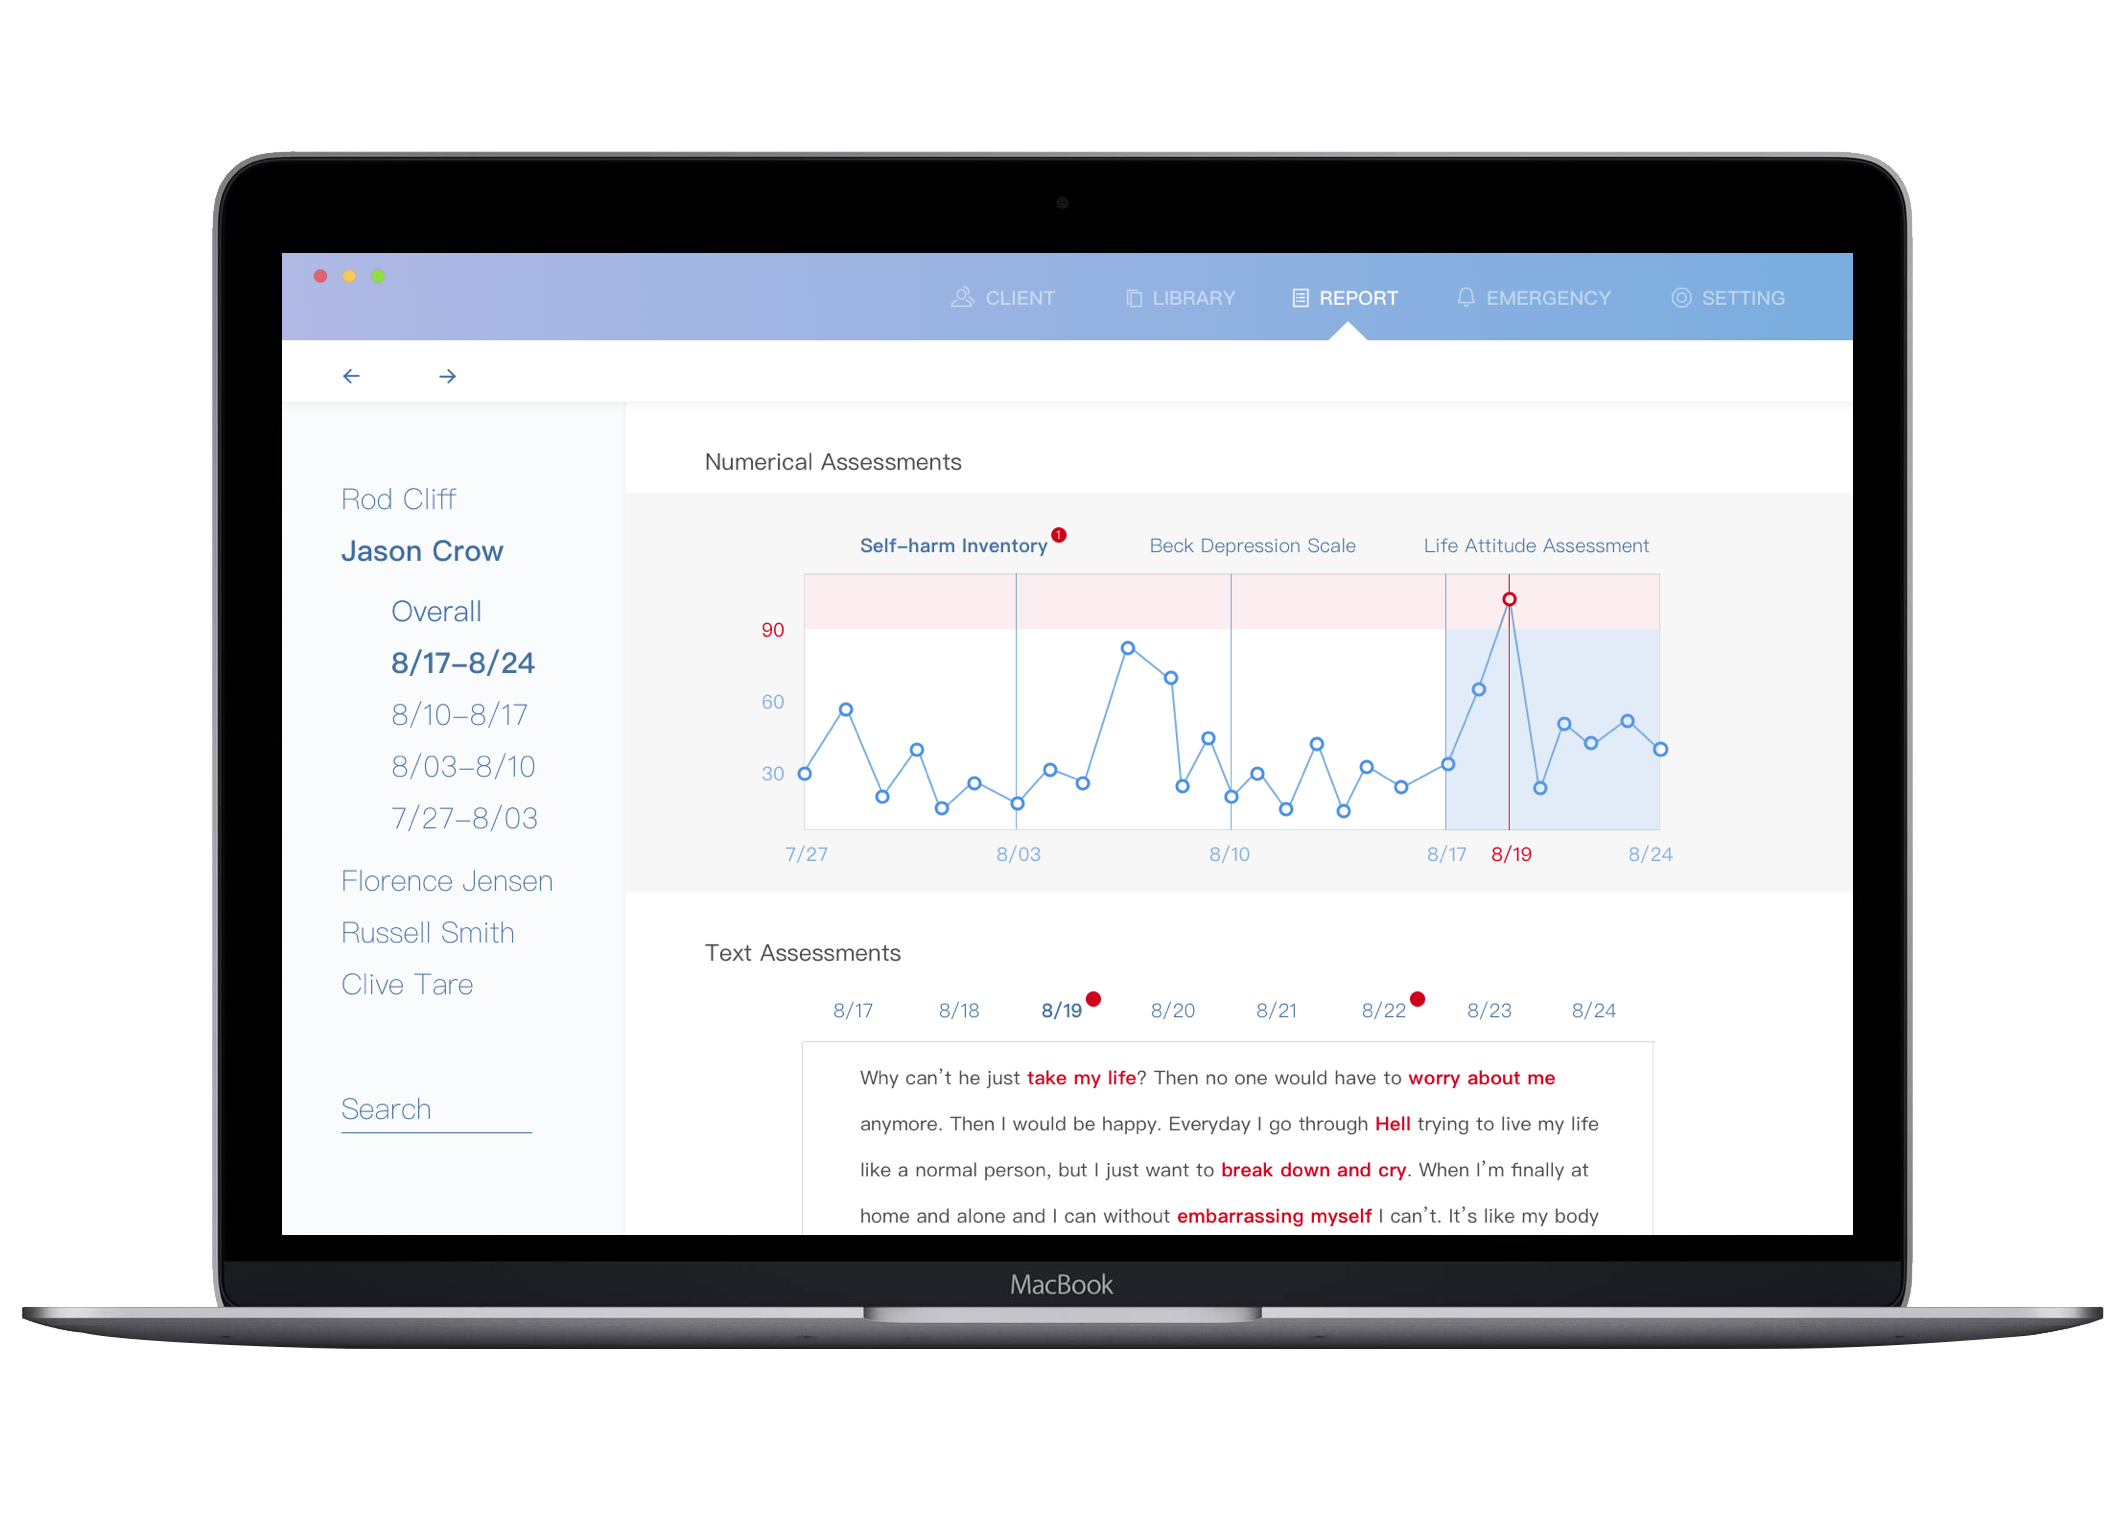 CLIENT
LIBRARY
REPORT
EMERGENCY
SETTING
Rod Cliff
Jason Crow
Overall
8/17–8/24
8/10–8/17
8/03–8/10
7/27–8/03
Florence Jensen
Russell Smith
Clive Tare
Search
Numerical Assessments
Self–harm Inventory 1
Beck Depression Scale
Life Attitude Assessment
90
60
30
7/27
8/03
8/10
8/17
8/19
8/24
Text Assessments
8/17
8/18
8/19
8/20
8/21
8/22
8/23
8/24
Why can't he just take my life? Then no one would have to worry about me
anymore. Then I would be happy. Everyday I go through Hell trying to live my life
like a normal person, but I just want to break down and cry. When I'm finally at
home and alone and I can without embarrassing myself I can't. It's like my body
MacBook